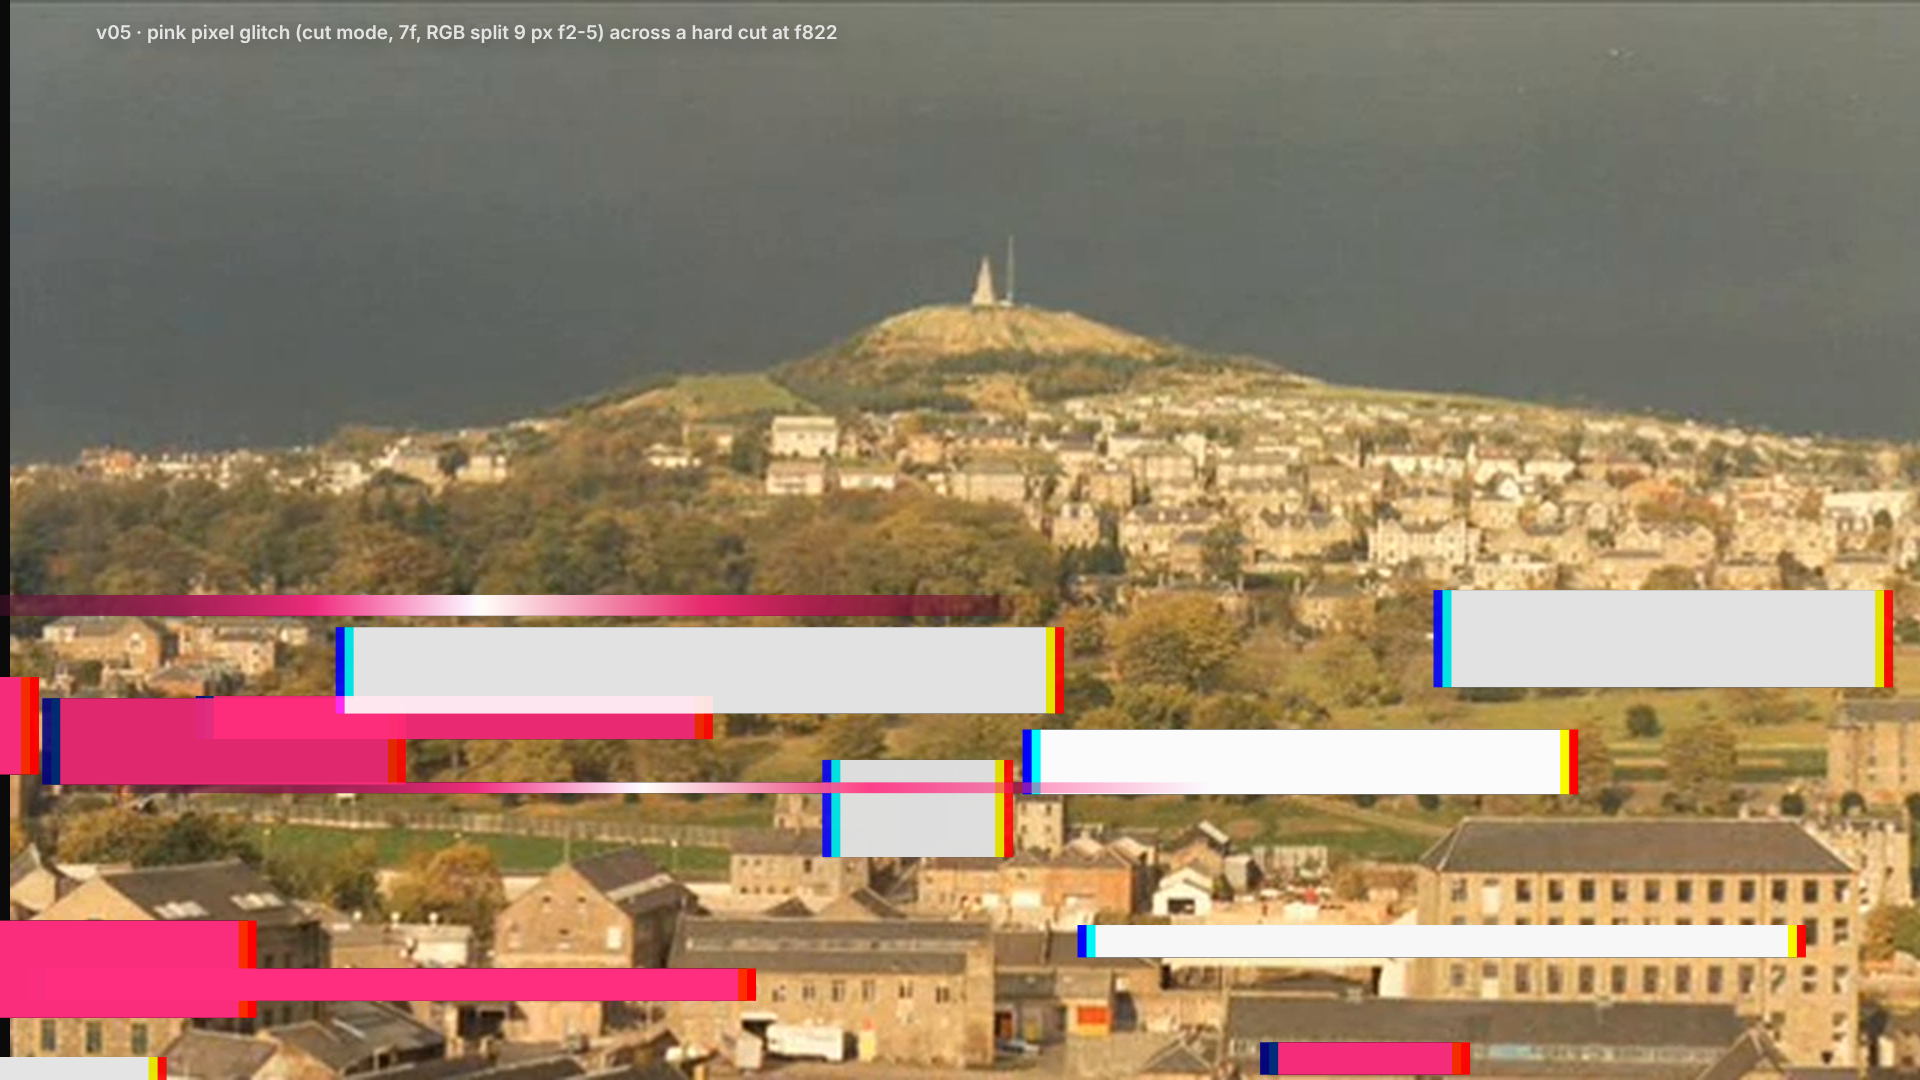 v05 · pink pixel glitch (cut mode, 7f, RGB split 9 px f2-5) across a hard cut at f822